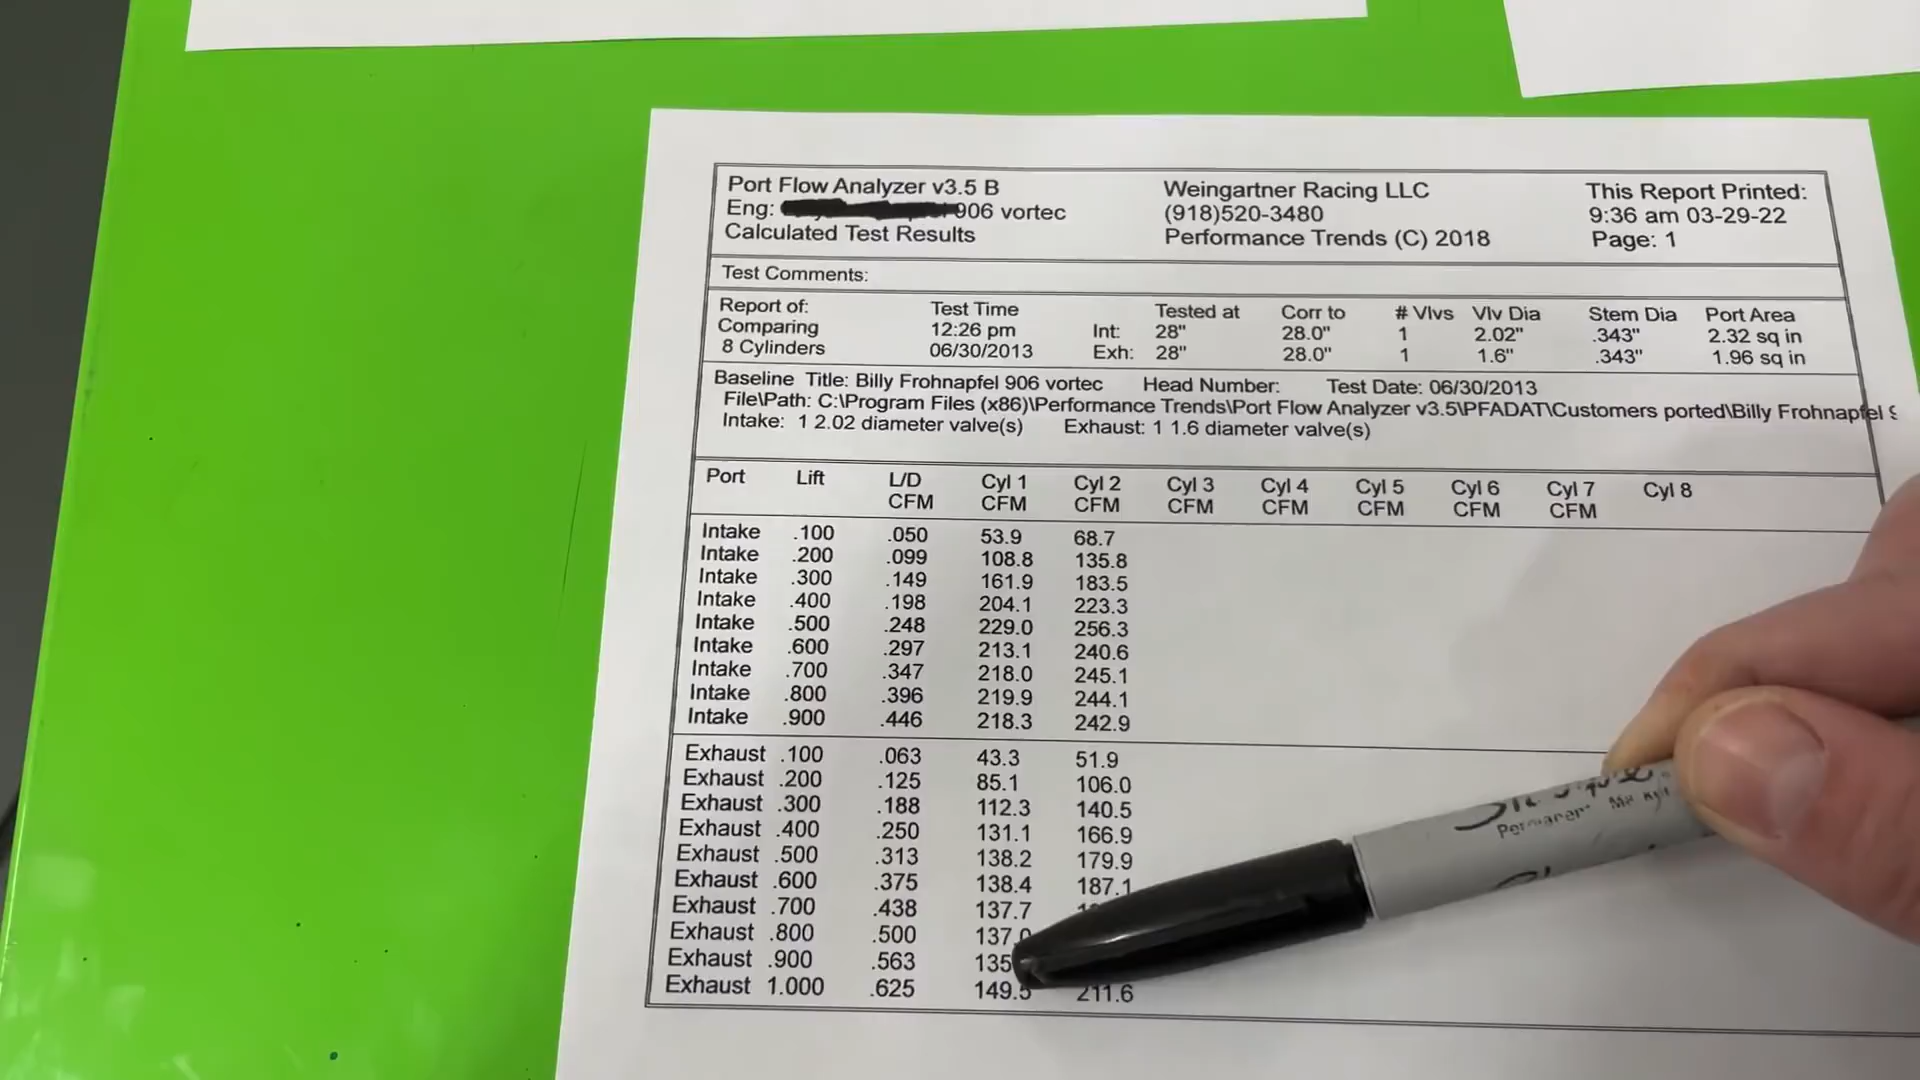 Port Flow Analyzer v3.5 B
Eng: 906 vortec
Calculated Test Results
Weingartner Racing LLC
(918)520-3480
Performance Trends (C) 2018
This Report Printed:
9:36 am 03-29-22
Page: 1
Test Comments:
Report of: Test Time Tested at Corr to # Vlvs Vlv Dia Stem Dia Port Area
Comparing 12:26 pm Int: 28" 28.0" 1 2.02" .343" 2.32 sq in
8 Cylinders 06/30/2013 Exh: 28" 28.0" 1 1.6" .343" 1.96 sq in
Baseline Title: Billy Frohnapfel 906 vortec Head Number: Test Date: 06/30/2013
File\Path: C:\Program Files (x86)\Performance Trends\Port Flow Analyzer v3.5\PFADAT\Customers ported\Billy Frohnapfel
Intake: 1 2.02 diameter valve(s) Exhaust: 1 1.6 diameter valve(s)
Port Lift L/D Cyl 1 Cyl 2 Cyl 3 Cyl 4 Cyl 5 Cyl 6 Cyl 7 Cyl 8
CFM CFM CFM CFM CFM CFM CFM CFM
Intake .100 .050 53.9 68.7
Intake .200 .099 108.8 135.8
Intake .300 .149 161.9 183.5
Intake .400 .198 204.1 223.3
Intake .500 .248 229.0 256.3
Intake .600 .297 213.1 240.6
Intake .700 .347 218.0 245.1
Intake .800 .396 219.9 244.1
Intake .900 .446 218.3 242.9
Exhaust .100 .063 43.3 51.9
Exhaust .200 .125 85.1 106.0
Exhaust .300 .188 112.3 140.5
Exhaust .400 .250 131.1 166.9
Exhaust .500 .313 138.2 179.9
Exhaust .600 .375 138.4 187.1
Exhaust .700 .438 137.7
Exhaust .800 .500 137.0
Exhaust .900 .563 135
Exhaust 1.000 .625 149.5 211.6
Permanent